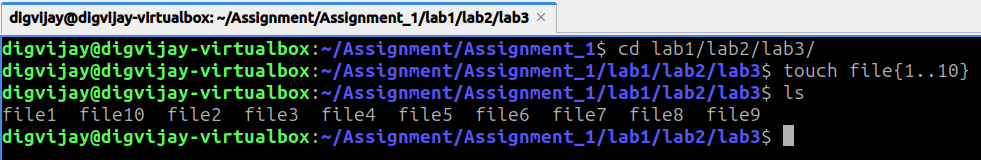 digvijay@digvijay-virtualbox: ~/Assignment/Assignment_1/lab1/lab2/lab3 ×
digvijay@digvijay-virtualbox:~/Assignment/Assignment_1$ cd lab1/lab2/lab3/
digvijay@digvijay-virtualbox:~/Assignment/Assignment_1/lab1/lab2/lab3$ touch file{1..10}
digvijay@digvijay-virtualbox:~/Assignment/Assignment_1/lab1/lab2/lab3$ ls
file1  file10  file2  file3  file4  file5  file6  file7  file8  file9
digvijay@digvijay-virtualbox:~/Assignment/Assignment_1/lab1/lab2/lab3$